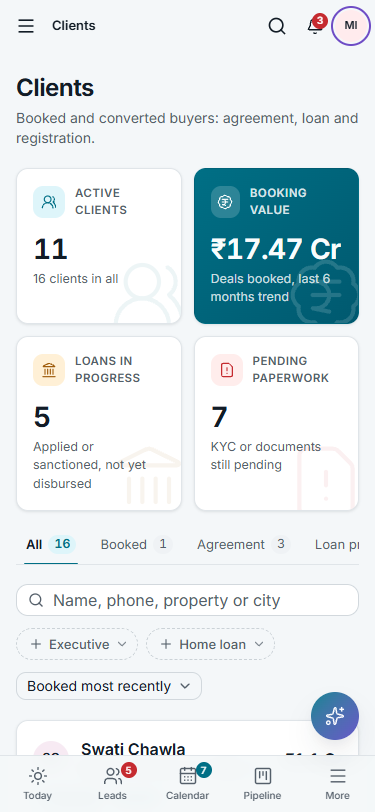 Clients
3
MI
Clients
Booked and converted buyers: agreement, loan and
registration.
ACTIVE
CLIENTS
11
16 clients in all
BOOKING
VALUE
₹17.47 Cr
Deals booked, last 6
months trend
LOANS IN
PROGRESS
5
Applied or
sanctioned, not yet
disbursed
PENDING
PAPERWORK
7
KYC or documents
still pending
All 16 Booked 1 Agreement 3 Loan
Name, phone, property or city
Executive Home loan
Booked most recently
Swati Chawla
5
7
Today Leads Calendar Pipeline More